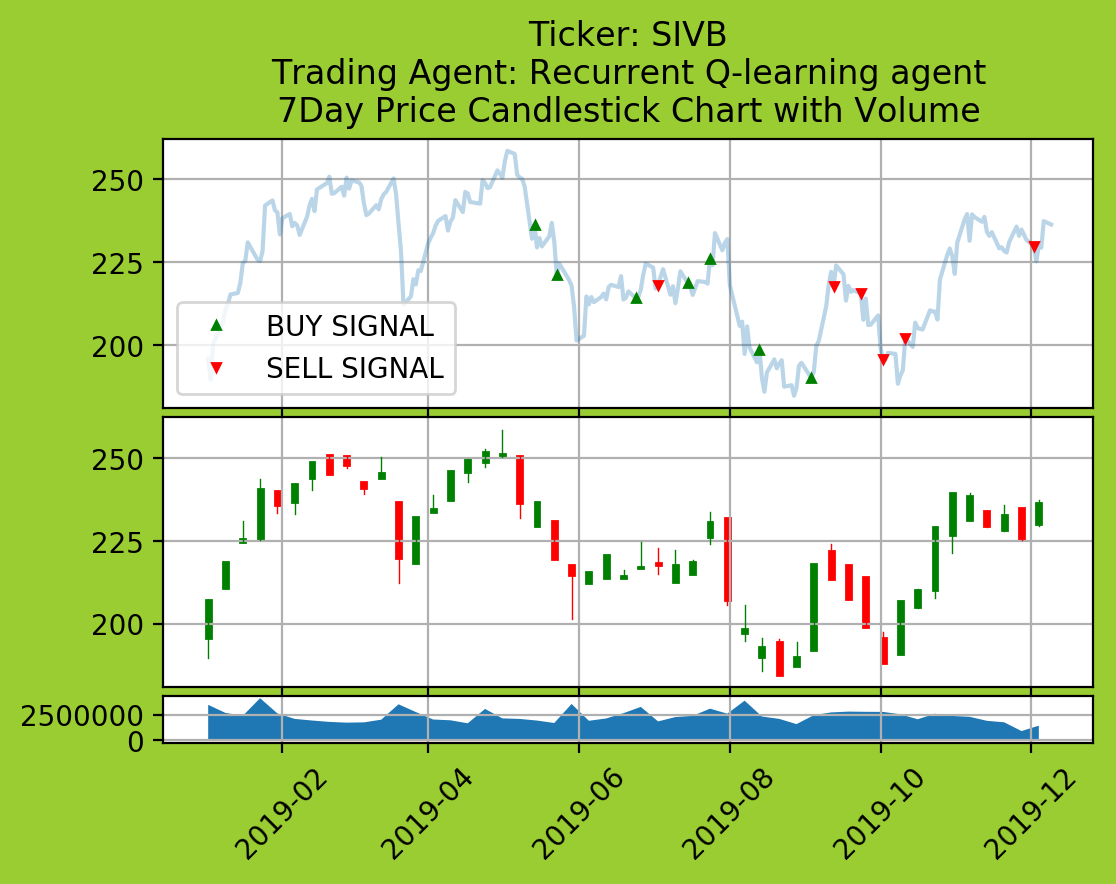 Ticker: SIVB
Trading Agent: Recurrent Q-learning agent
7Day Price Candlestick Chart with Volume
250
225
200
BUY SIGNAL
SELL SIGNAL
250
225
200
2500000
0
2019-02
2019-04
2019-06
2019-08
2019-10
2019-12